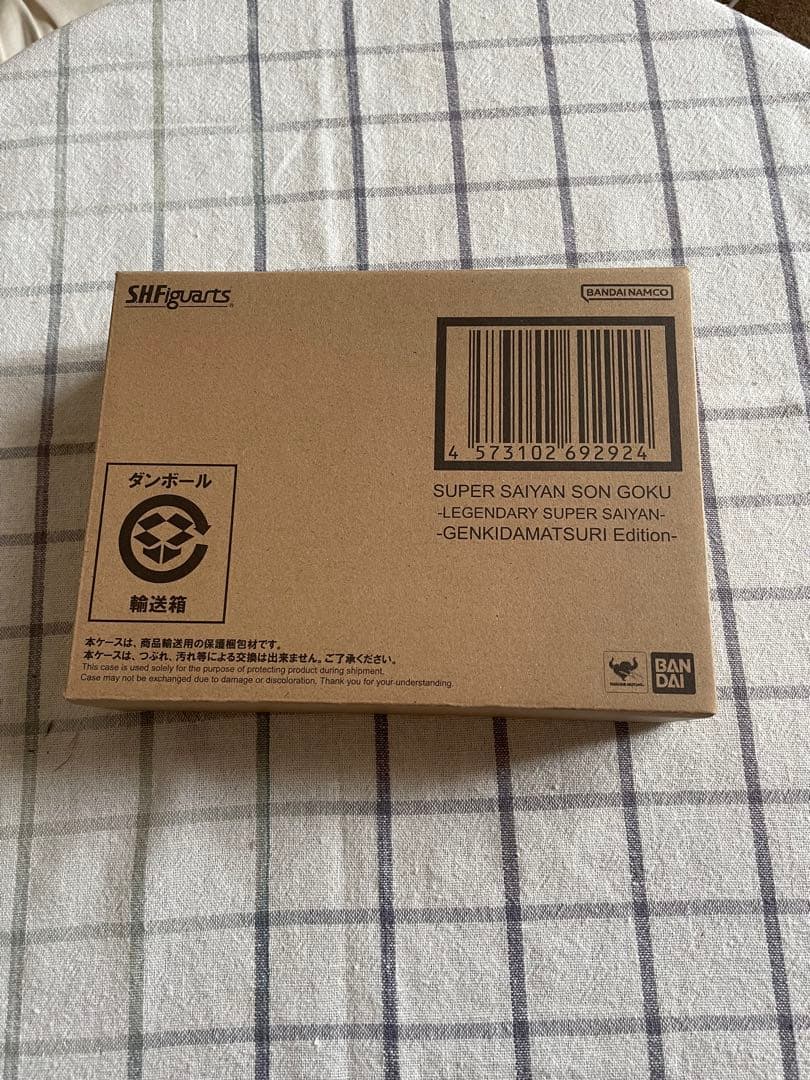 S.H.Figuarts
BANDAI NAMCO
4 573102 692924
SUPER SAIYAN SON GOKU
-LEGENDARY SUPER SAIYAN-
-GENKIDAMATSURI Edition-
ダンボール
輸送箱
本ケースは、商品輸送用の保護梱包材です。
本ケースは、つぶれ、汚れ等による交換は出来ません。ご了承ください。
This case is used solely for the purpose of protecting product during shipment.
Case may not be exchanged due to damage or discoloration. Thank you for your understanding.
BAN
DAI